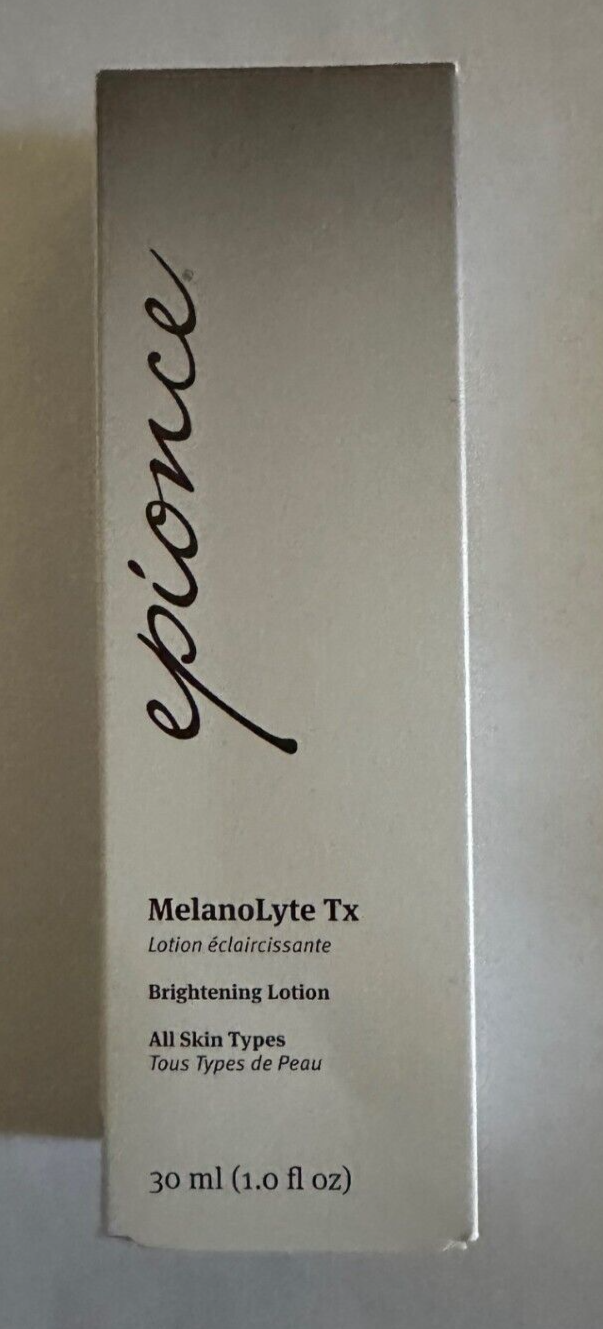 epionce®
MelanoLyte Tx
Lotion éclaircissante
Brightening Lotion
All Skin Types
Tous Types de Peau
30 ml (1.0 fl oz)